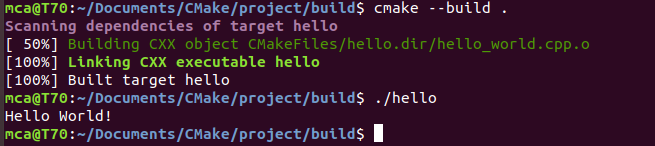 mca@T70:~/Documents/CMake/project/build$ cmake --build .
Scanning dependencies of target hello
[ 50%] Building CXX object CMakeFiles/hello.dir/hello_world.cpp.o
[100%] Linking CXX executable hello
[100%] Built target hello
mca@T70:~/Documents/CMake/project/build$ ./hello
Hello World!
mca@T70:~/Documents/CMake/project/build$